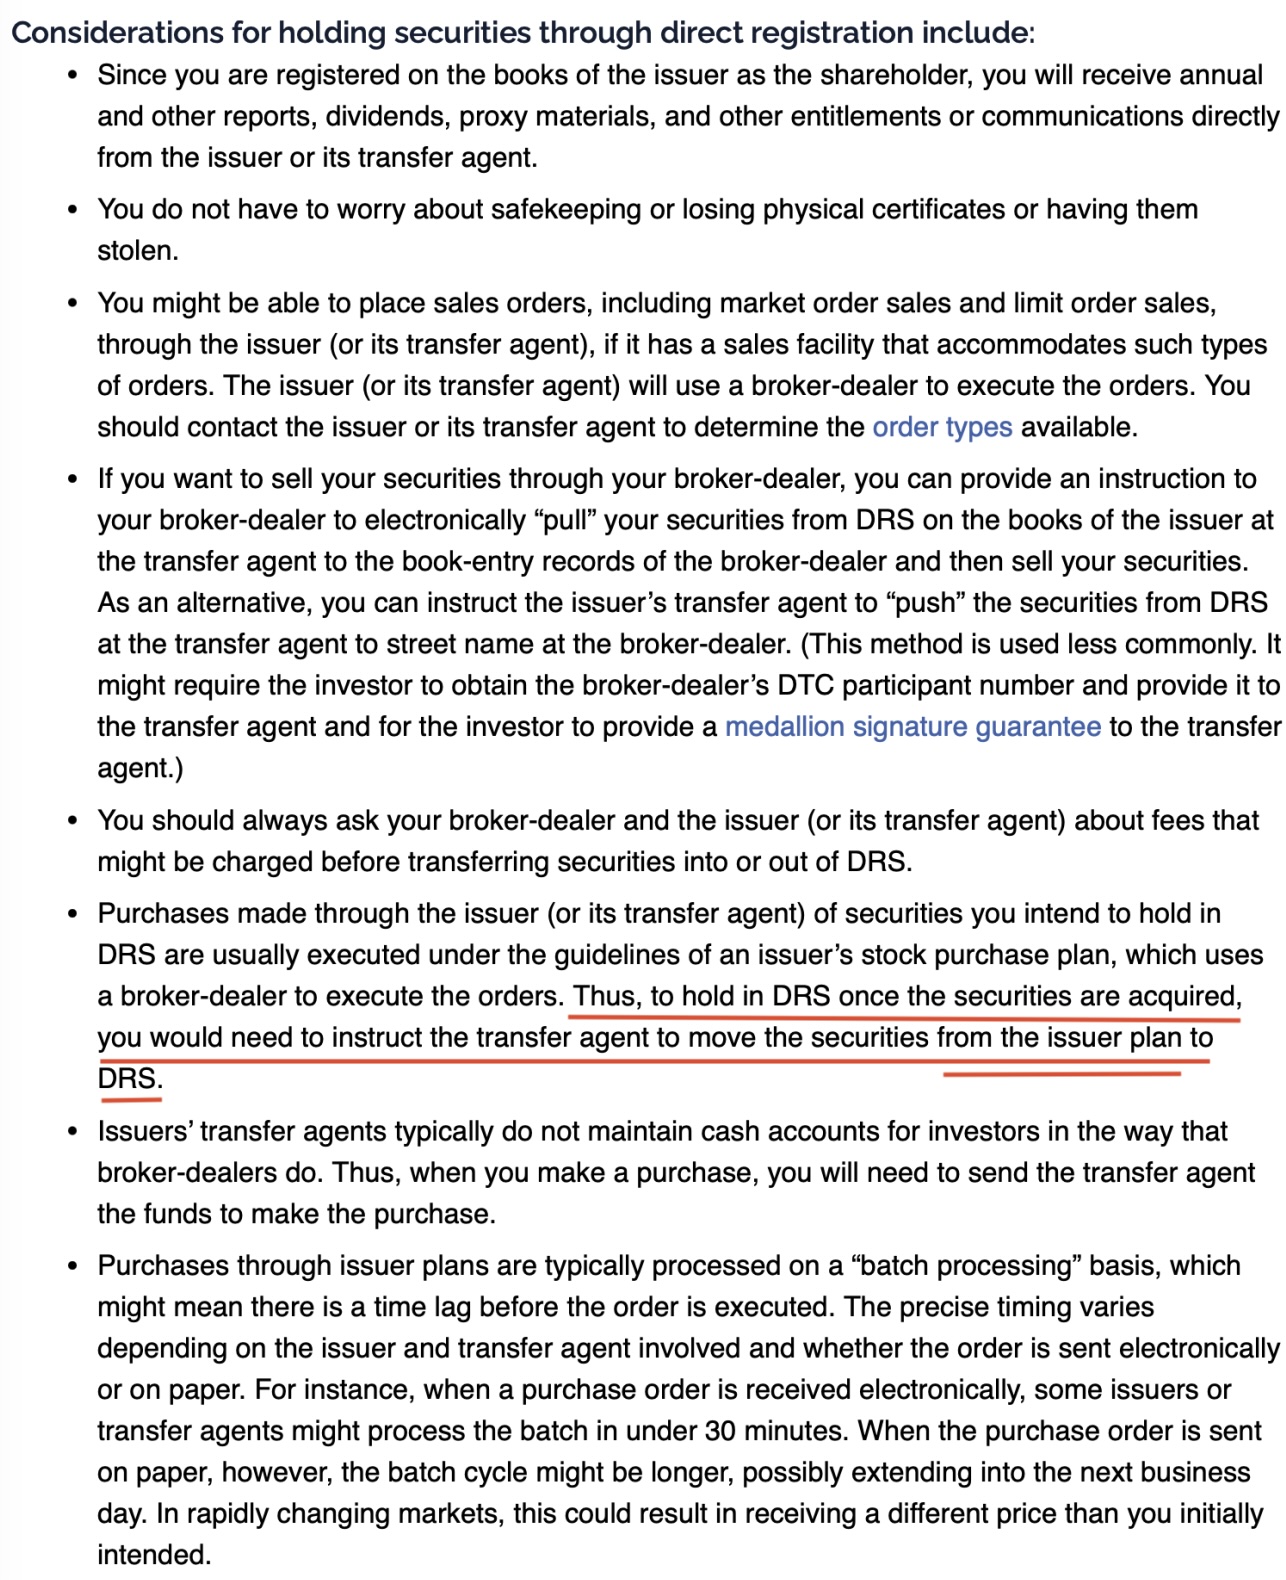 Considerations for holding securities through direct registration include:
• Since you are registered on the books of the issuer as the shareholder, you will receive annual
and other reports, dividends, proxy materials, and other entitlements or communications directly
from the issuer or its transfer agent.
• You do not have to worry about safekeeping or losing physical certificates or having them
stolen.
• You might be able to place sales orders, including market order sales and limit order sales,
through the issuer (or its transfer agent), if it has a sales facility that accommodates such types
of orders. The issuer (or its transfer agent) will use a broker-dealer to execute the orders. You
should contact the issuer or its transfer agent to determine the order types available.
• If you want to sell your securities through your broker-dealer, you can provide an instruction to
your broker-dealer to electronically “pull” your securities from DRS on the books of the issuer at
the transfer agent to the book-entry records of the broker-dealer and then sell your securities.
As an alternative, you can instruct the issuer’s transfer agent to “push” the securities from DRS
at the transfer agent to street name at the broker-dealer. (This method is used less commonly. It
might require the investor to obtain the broker-dealer’s DTC participant number and provide it to
the transfer agent and for the investor to provide a medallion signature guarantee to the transfer
agent.)
• You should always ask your broker-dealer and the issuer (or its transfer agent) about fees that
might be charged before transferring securities into or out of DRS.
• Purchases made through the issuer (or its transfer agent) of securities you intend to hold in
DRS are usually executed under the guidelines of an issuer’s stock purchase plan, which uses
a broker-dealer to execute the orders. Thus, to hold in DRS once the securities are acquired,
you would need to instruct the transfer agent to move the securities from the issuer plan to
DRS.
• Issuers’ transfer agents typically do not maintain cash accounts for investors in the way that
broker-dealers do. Thus, when you make a purchase, you will need to send the transfer agent
the funds to make the purchase.
• Purchases through issuer plans are typically processed on a “batch processing” basis, which
might mean there is a time lag before the order is executed. The precise timing varies
depending on the issuer and transfer agent involved and whether the order is sent electronically
or on paper. For instance, when a purchase order is received electronically, some issuers or
transfer agents might process the batch in under 30 minutes. When the purchase order is sent
on paper, however, the batch cycle might be longer, possibly extending into the next business
day. In rapidly changing markets, this could result in receiving a different price than you initially
intended.